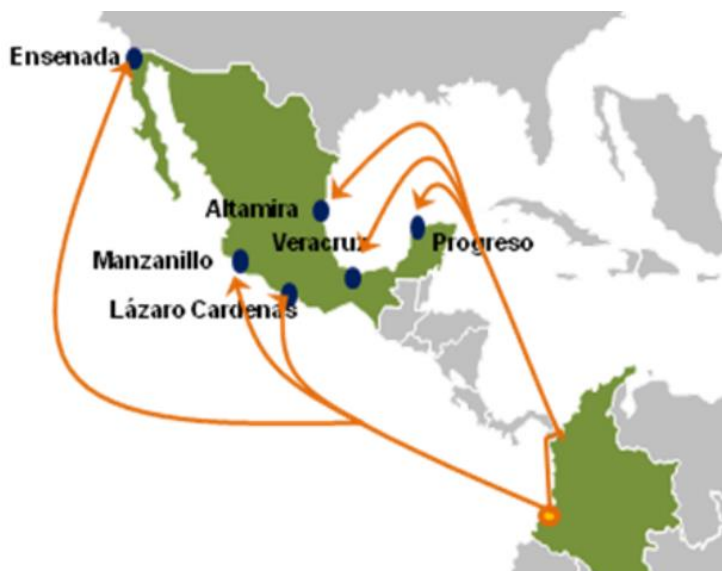 Ensenada
Altamira
Veracruz
Progreso
Manzanillo
Lázaro Cardenas